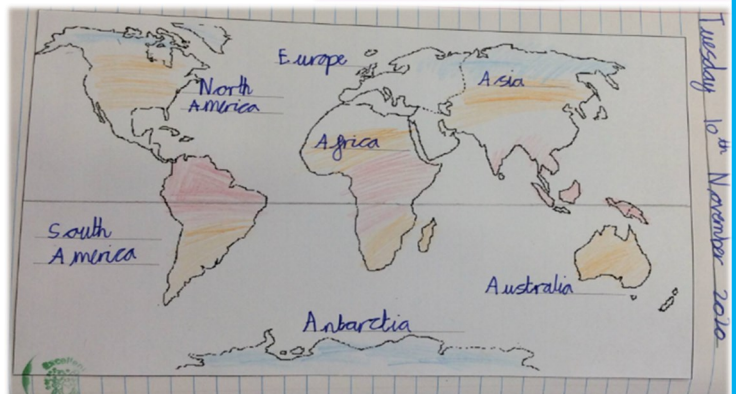 Tuesday 10th November 2020
Europe
Asia
North
America
Africa
South
America
Australia
Antarctia